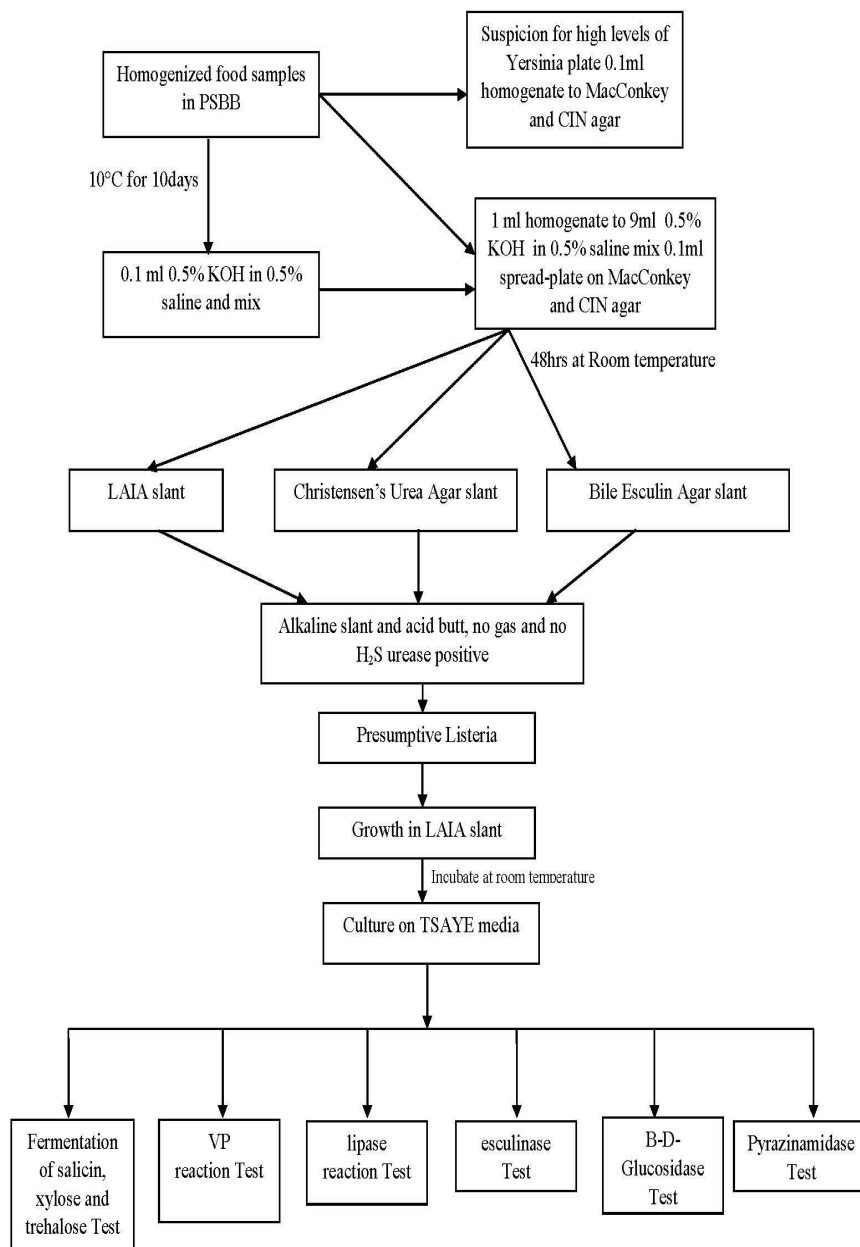 Suspicion for high levels of
Yersinia plate 0.1ml
homogenate to MacConkey
and CIN agar
Homogenized food samples
in PSBB
10°C for 10days
1 ml homogenate to 9ml 0.5%
KOH in 0.5% saline mix 0.1ml
spread-plate on MacConkey
and CIN agar
0.1 ml 0.5% KOH in 0.5%
saline and mix
48hrs at Room temperature
LAIA slant
Christensen's Urea Agar slant
Bile Esculin Agar slant
Alkaline slant and acid butt, no gas and no
H₂S urease positive
Presumptive Listeria
Growth in LAIA slant
Incubate at room temperature
Culture on TSAYE media
Fermentation
of salicin,
xylose and
trehalose Test
VP
reaction Test
lipase
reaction Test
esculinase
Test
B-D-
Glucosidase
Test
Pyrazinamidase
Test